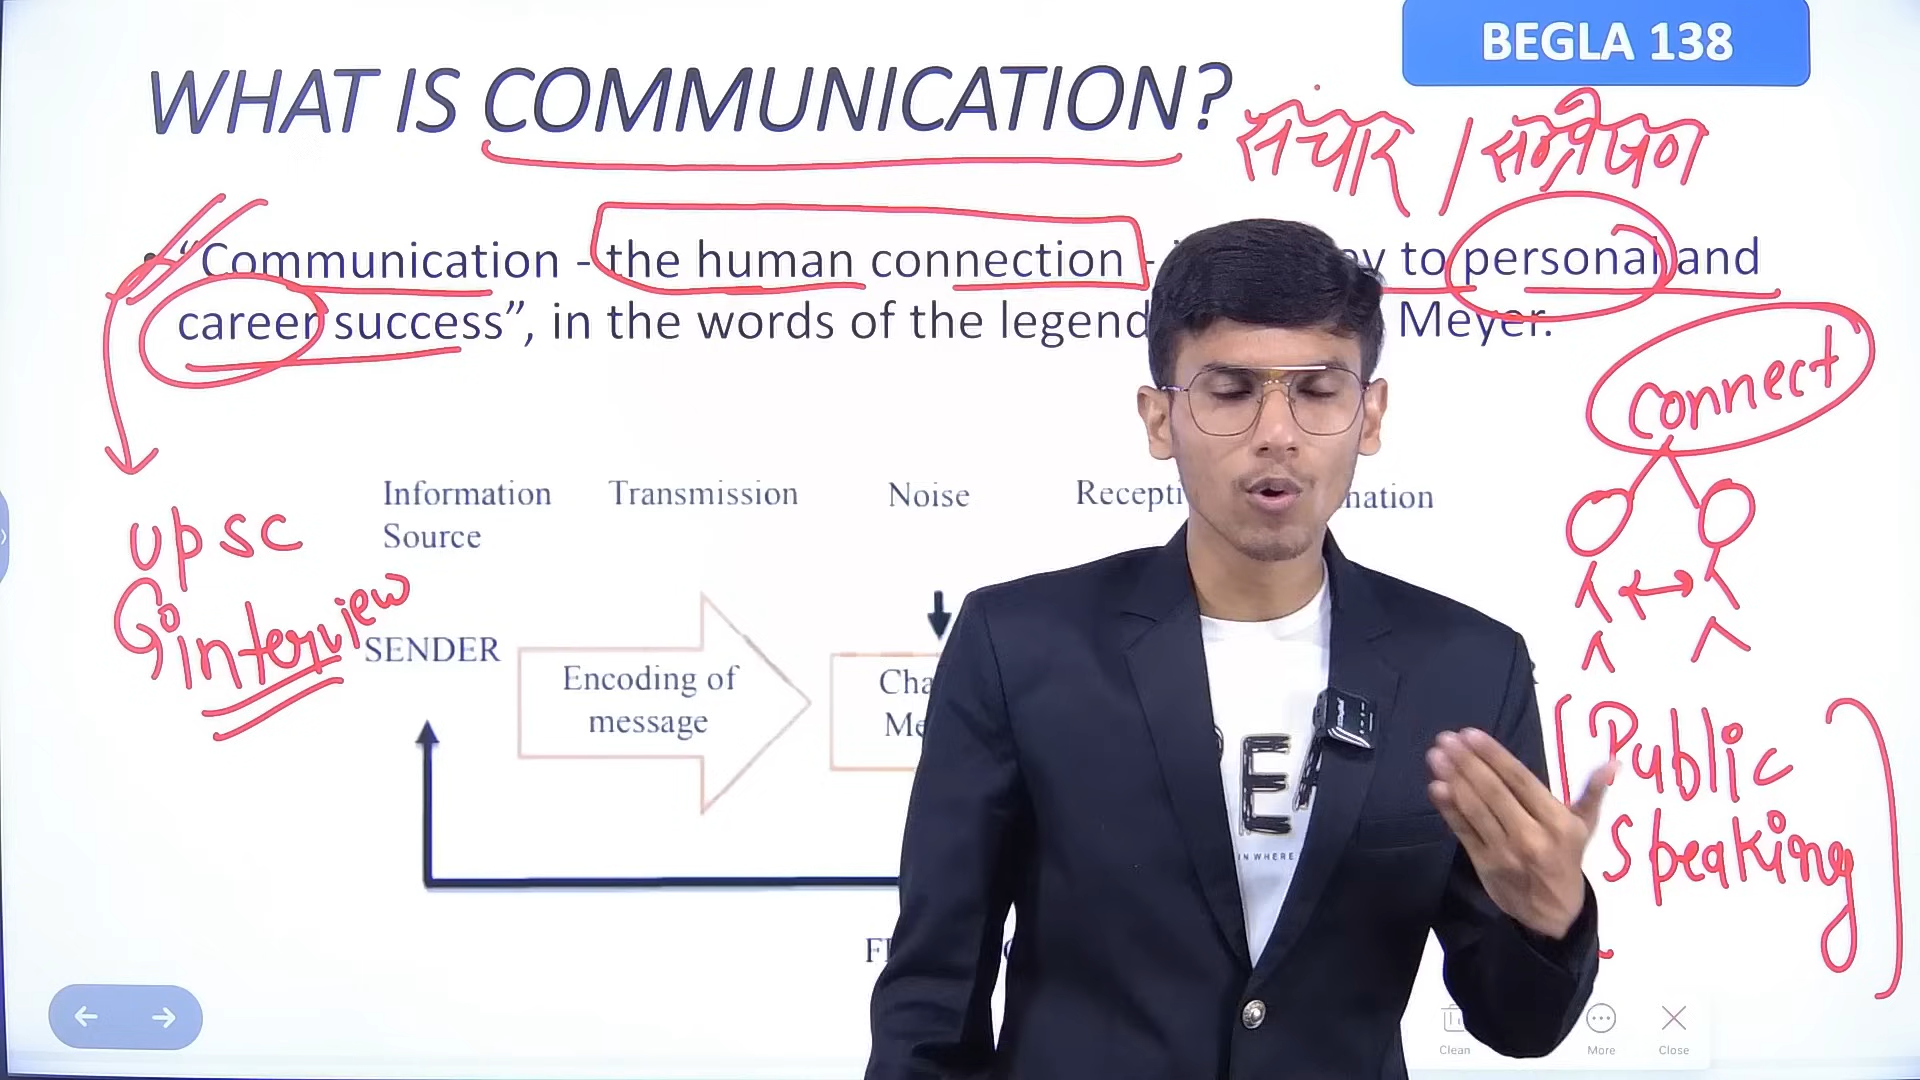 BEGLA 138
WHAT IS COMMUNICATION?
संचार / सम्प्रेषण
• “Communication - the human connection - to personal and
career success”, in the words of the legend Meyer.
connect
Information Transmission Noise
Source
upsc
interview
SENDER
Encoding of
message
Public
Speaking
IN WHERE
Clean More Close